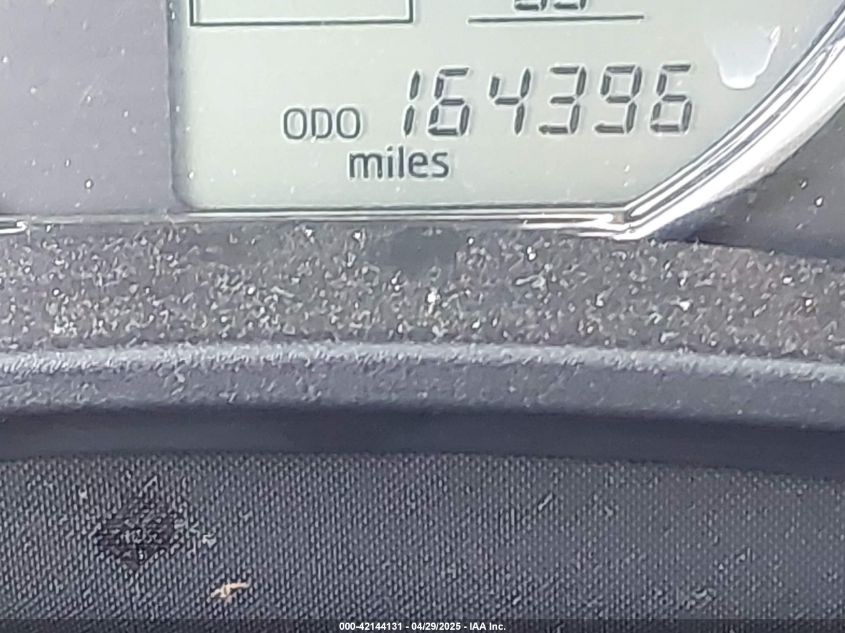 ODO 164396
miles
000-42144131 - 04/29/2025 - IAA Inc.